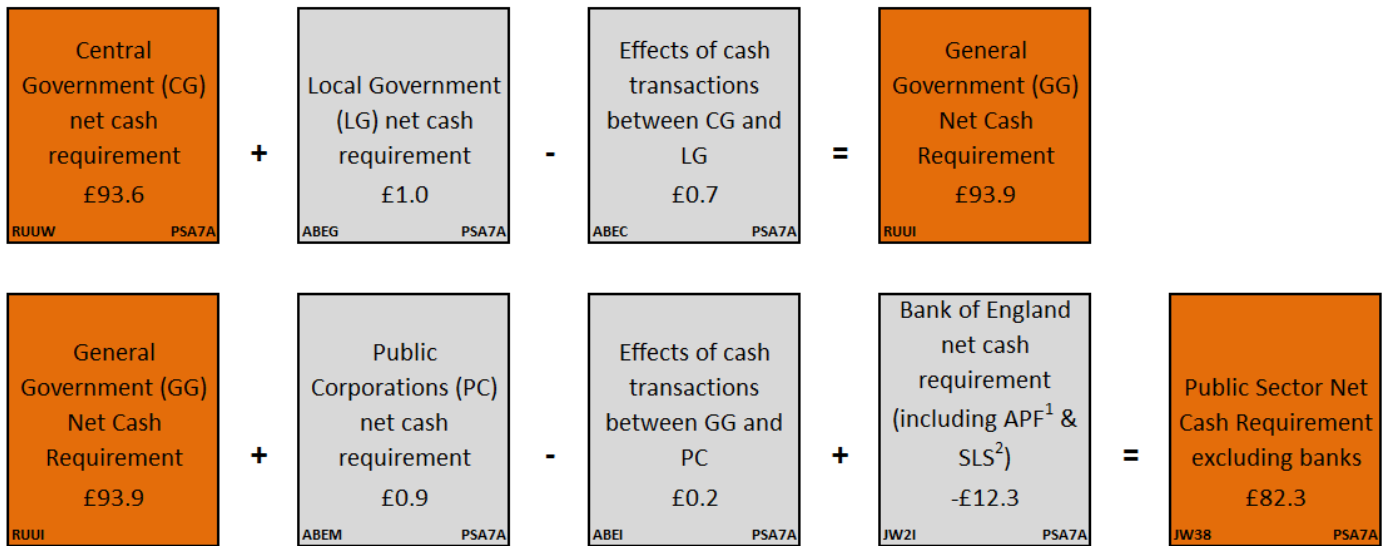 Central
Government (CG)
net cash
requirement
£93.6
RUUW PSA7A
+
Local Government
(LG) net cash
requirement
£1.0
ABEG PSA7A
-
Effects of cash
transactions
between CG and
LG
£0.7
ABEC PSA7A
=
General
Government (GG)
Net Cash
Requirement
£93.9
RUUI
General
Government (GG)
Net Cash
Requirement
£93.9
RUUI
+
Public
Corporations (PC)
net cash
requirement
£0.9
ABEM PSA7A
-
Effects of cash
transactions
between GG and
PC
£0.2
ABEI PSA7A
+
Bank of England
net cash
requirement
(including APF¹ &
SLS²)
-£12.3
JW2I PSA7A
=
Public Sector Net
Cash Requirement
excluding banks
£82.3
JW38 PSA7A